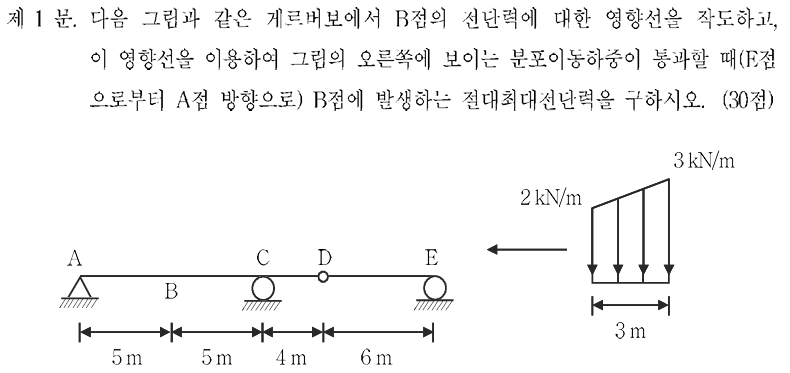 제 1 문. 다음 그림과 같은 게르버보에서 B점의 전단력에 대한 영향선을 작도하고,
이 영향선을 이용하여 그림의 오른쪽에 보이는 분포이동하중이 통과할 때(E점
으로부터 A점 방향으로) B점에 발생하는 절대최대전단력을 구하시오. (30점)
3 kN/m
2 kN/m
A
B
C
D
E
5 m
5 m
4 m
6 m
3 m